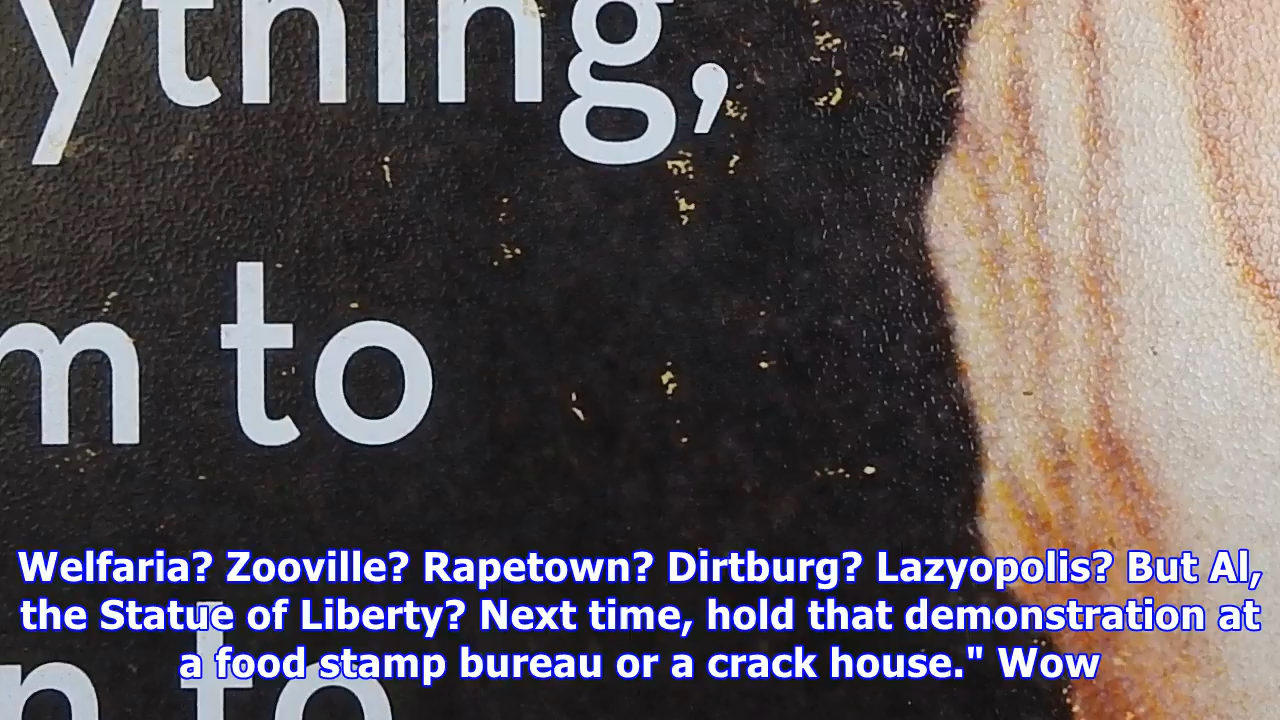 ything,
m to
Welfaria? Zooville? Rapetown? Dirtburg? Lazyopolis? But Al,
the Statue of Liberty? Next time, hold that demonstration at
a food stamp bureau or a crack house." Wow
n to